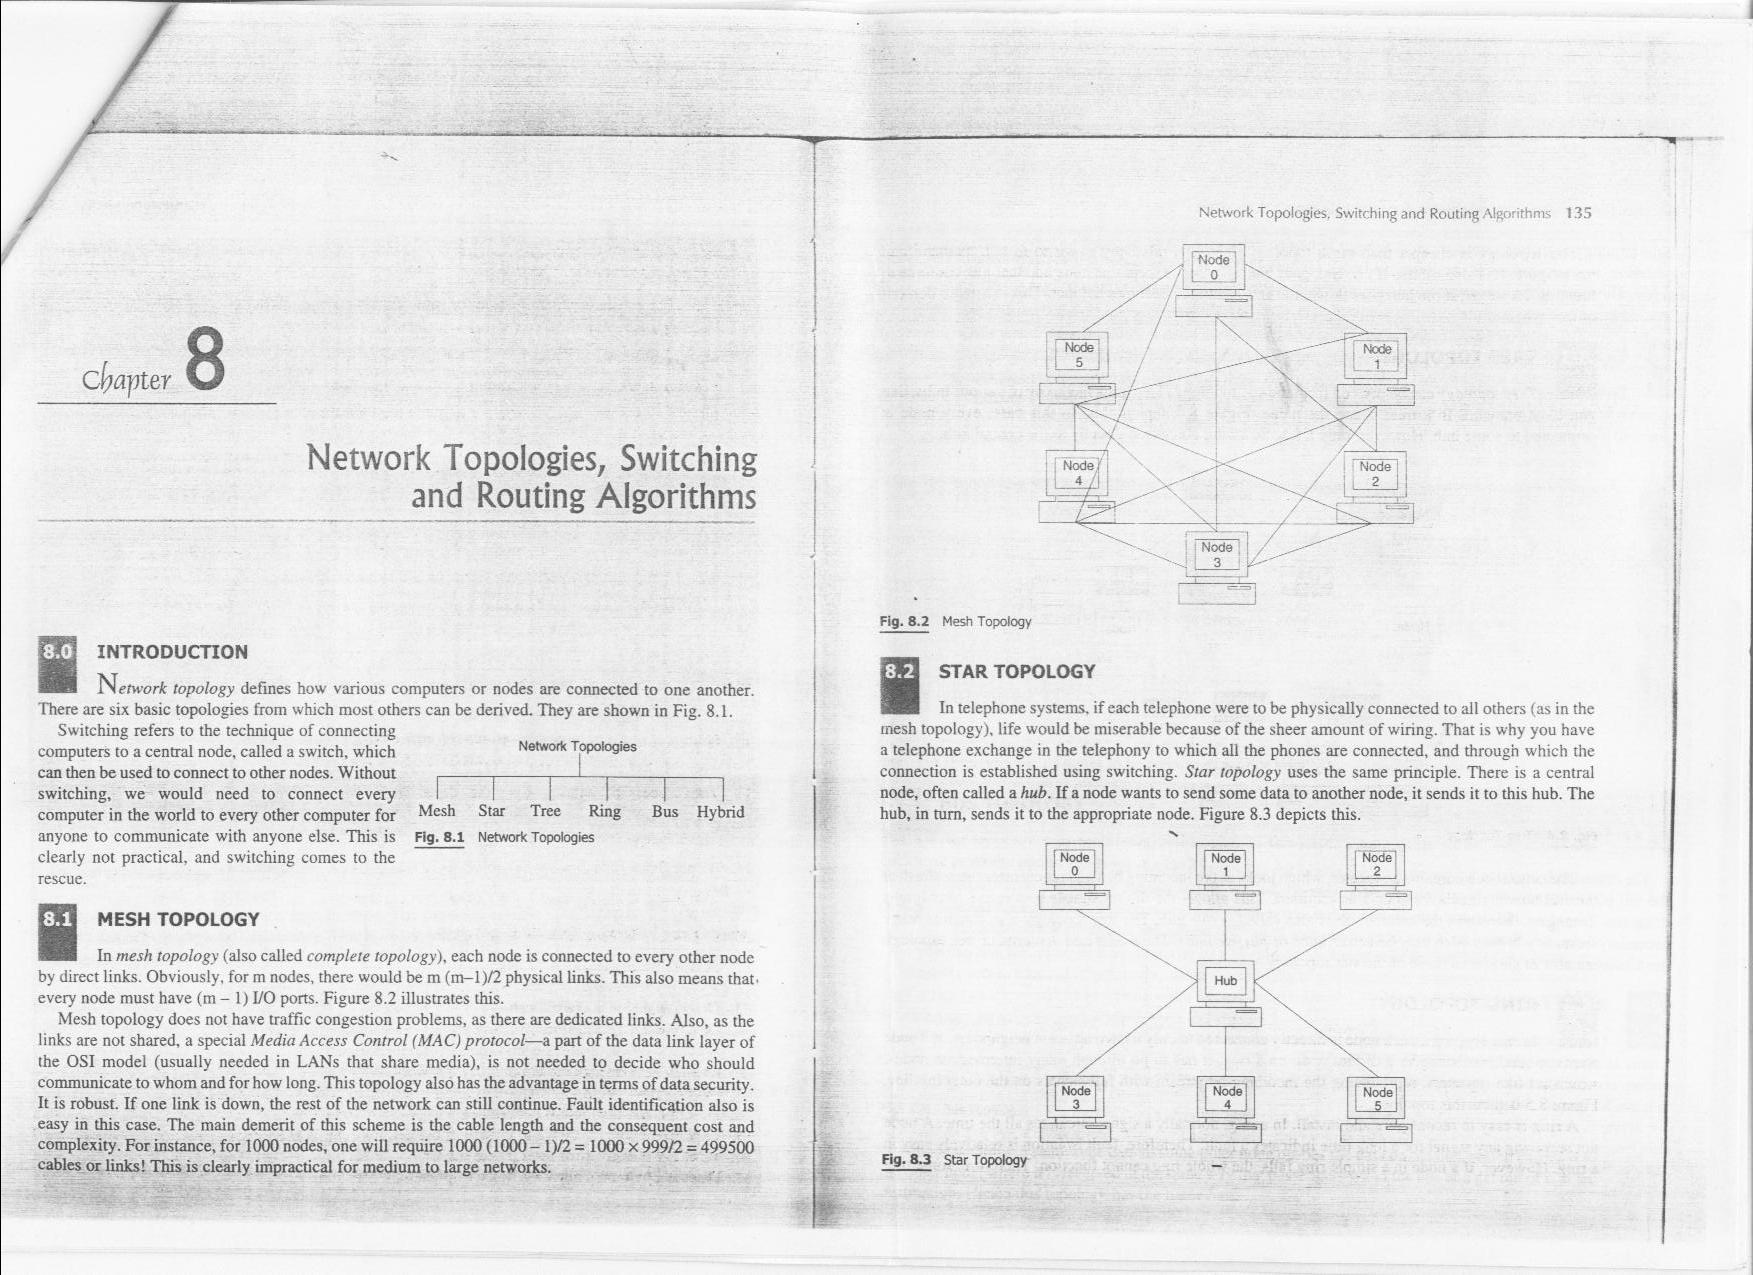 Chapter 8
Network Topologies, Switching
and Routing Algorithms
8.0 INTRODUCTION
Network topology defines how various computers or nodes are connected to one another.
There are six basic topologies from which most others can be derived. They are shown in Fig. 8.1.
Switching refers to the technique of connecting
computers to a central node, called a switch, which
can then be used to connect to other nodes. Without
switching, we would need to connect every
computer in the world to every other computer for
anyone to communicate with anyone else. This is
clearly not practical, and switching comes to the
rescue.
Network Topologies
Mesh Star Tree Ring Bus Hybrid
Fig. 8.1 Network Topologies
8.1 MESH TOPOLOGY
In mesh topology (also called complete topology), each node is connected to every other node
by direct links. Obviously, for m nodes, there would be m (m–1)/2 physical links. This also means that
every node must have (m – 1) I/O ports. Figure 8.2 illustrates this.
Mesh topology does not have traffic congestion problems, as there are dedicated links. Also, as the
links are not shared, a special Media Access Control (MAC) protocol—a part of the data link layer of
the OSI model (usually needed in LANs that share media), is not needed to decide who should
communicate to whom and for how long. This topology also has the advantage in terms of data security.
It is robust. If one link is down, the rest of the network can still continue. Fault identification also is
easy in this case. The main demerit of this scheme is the cable length and the consequent cost and
complexity. For instance, for 1000 nodes, one will require 1000 (1000 – 1)/2 = 1000 × 999/2 = 499500
cables or links! This is clearly impractical for medium to large networks.
Network Topologies, Switching and Routing Algorithms 135
Node
0
Node
5
Node
1
Node
4
Node
2
Node
3
Fig. 8.2 Mesh Topology
8.2 STAR TOPOLOGY
In telephone systems, if each telephone were to be physically connected to all others (as in the
mesh topology), life would be miserable because of the sheer amount of wiring. That is why you have
a telephone exchange in the telephony to which all the phones are connected, and through which the
connection is established using switching. Star topology uses the same principle. There is a central
node, often called a hub. If a node wants to send some data to another node, it sends it to this hub. The
hub, in turn, sends it to the appropriate node. Figure 8.3 depicts this.
Node
0
Node
1
Node
2
Hub
Node
3
Node
4
Node
5
Fig. 8.3 Star Topology